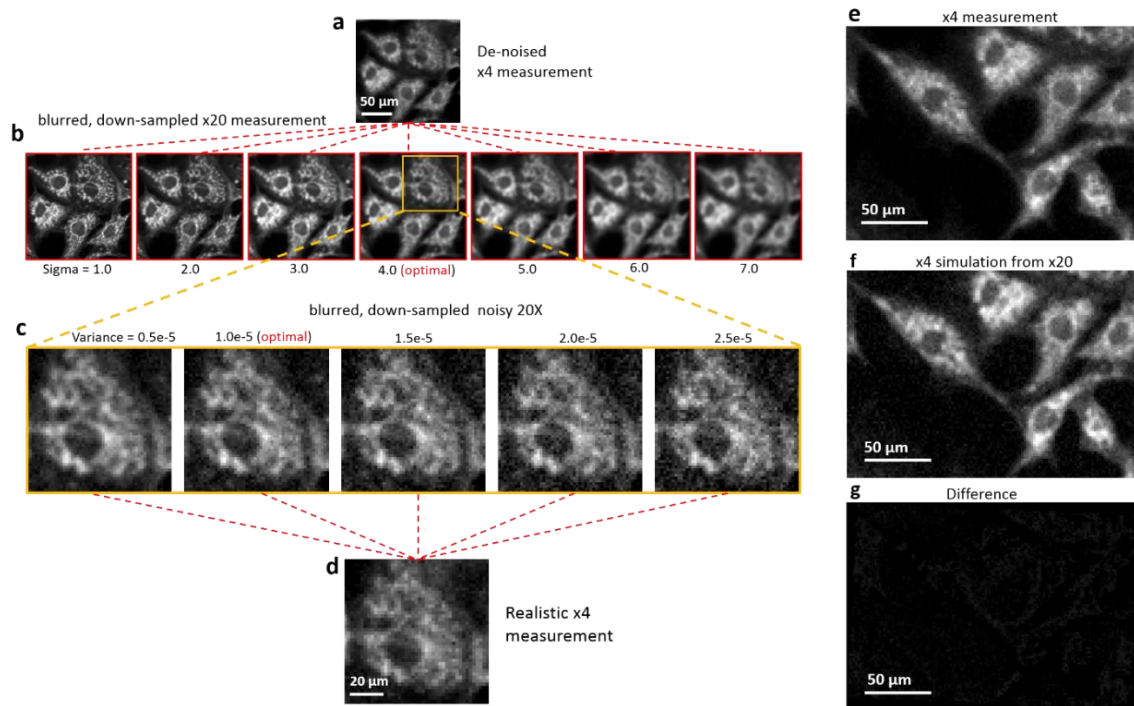 a
De-noised
x4 measurement
50 µm
b
blurred, down-sampled x20 measurement
Sigma = 1.0
2.0
3.0
4.0 (optimal)
5.0
6.0
7.0
blurred, down-sampled noisy 20X
c
Variance = 0.5e-5
1.0e-5 (optimal)
1.5e-5
2.0e-5
2.5e-5
d
Realistic x4
measurement
20 µm
e
x4 measurement
50 µm
f
x4 simulation from x20
50 µm
g
Difference
50 µm